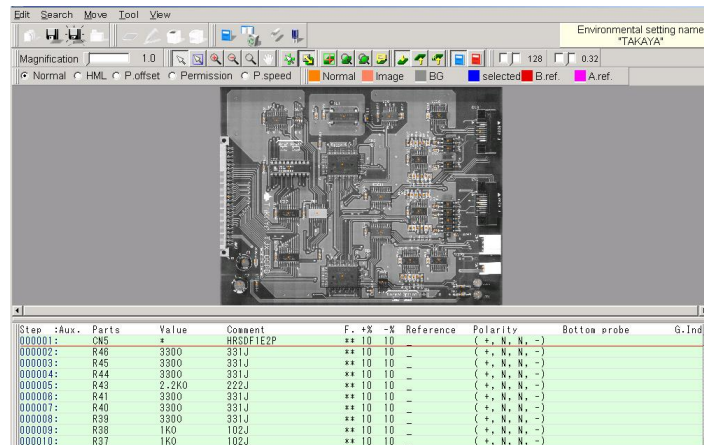 Edit Search Move Tool View
Environmental setting name
"TAKAYA"
Magnification 1.0 128 0.32
Normal HML P.offset Permission P.speed Normal Image BG selected B.ref. A.ref.
Step :Aux. Parts Value Comment F. +% -% Reference Polarity Bottom probe G.Ind
000001: CN5 * HRSDF1E2P ** 10 10 _ ( +, N, N, -)
000002: R46 3300 331J ** 10 10 _ ( +, N, N, -)
000003: R45 3300 331J ** 10 10 _ ( +, N, N, -)
000004: R44 3300 331J ** 10 10 _ ( +, N, N, -)
000005: R43 2.2K0 222J ** 10 10 _ ( +, N, N, -)
000006: R41 3300 331J ** 10 10 _ ( +, N, N, -)
000007: R40 3300 331J ** 10 10 _ ( +, N, N, -)
000008: R39 3300 331J ** 10 10 _ ( +, N, N, -)
000009: R38 1K0 102J ** 10 10 _ ( +, N, N, -)
000010: R37 1K0 102J ** 10 10 ( +, N, N, -)